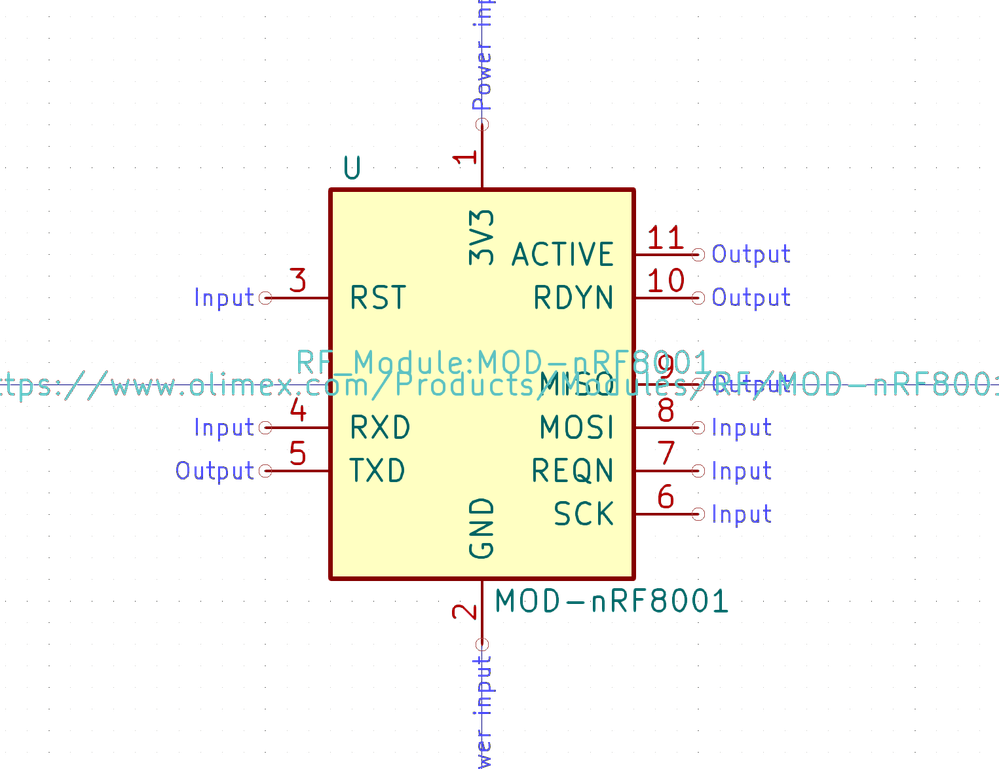 Power inp
1
U
3V3
ACTIVE
11
Output
RDYN
10
Output
Input
3
RST
RF_Module:MOD-nRF8001
ttps://www.olimex.com/Products/Modules/RF/MOD-nRF8001
MISO
9
Output
Input
4
RXD
MOSI
8
Input
Output
5
TXD
REQN
7
Input
SCK
6
Input
GND
2
MOD-nRF8001
wer input